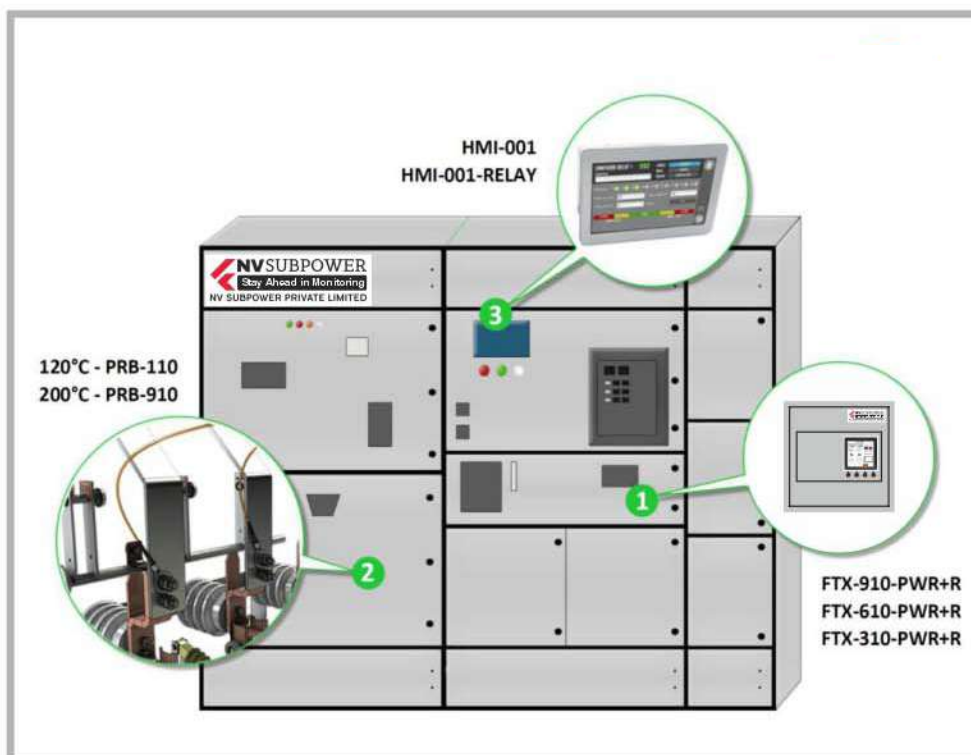 HMI-001
HMI-001-RELAY
NVSUBPOWER
Stay Ahead in Monitoring
NV SUBPOWER PRIVATE LIMITED
3
120°C - PRB-110
200°C - PRB-910
1
2
FTX-910-PWR+R
FTX-610-PWR+R
FTX-310-PWR+R